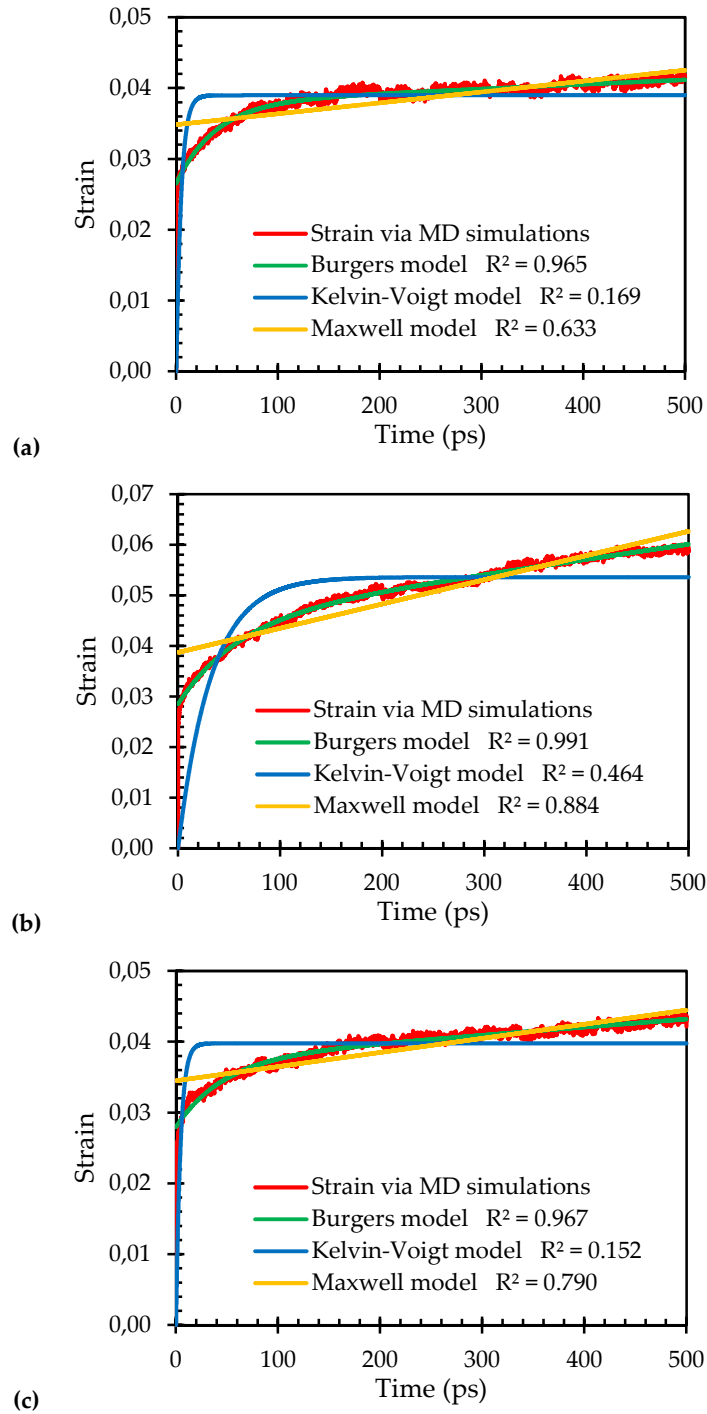 0,05
0,04
0,03
0,02
0,01
0,00
Strain
Strain via MD simulations
Burgers model R² = 0.965
Kelvin-Voigt model R² = 0.169
Maxwell model R² = 0.633
0 100 200 300 400 500
Time (ps)
(a)
0,07
0,06
0,05
0,04
0,03
0,02
0,01
0,00
Strain
Strain via MD simulations
Burgers model R² = 0.991
Kelvin-Voigt model R² = 0.464
Maxwell model R² = 0.884
0 100 200 300 400 500
Time (ps)
(b)
0,05
0,04
0,03
0,02
0,01
0,00
Strain
Strain via MD simulations
Burgers model R² = 0.967
Kelvin-Voigt model R² = 0.152
Maxwell model R² = 0.790
0 100 200 300 400 500
Time (ps)
(c)